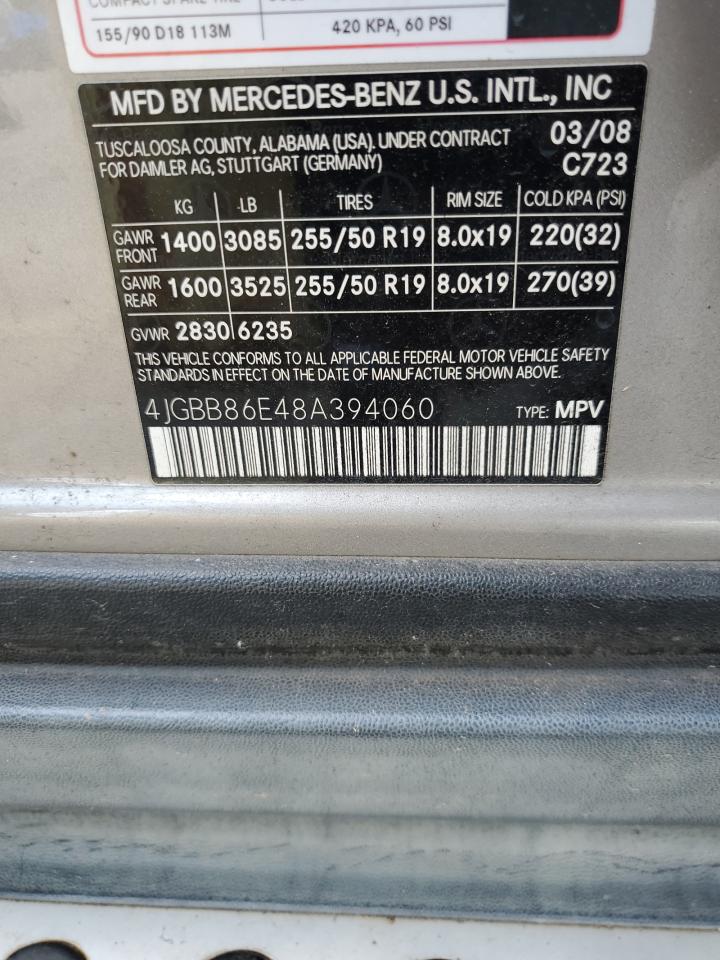 155/90 D18 113M 420 KPA, 60 PSI
MFD BY MERCEDES-BENZ U.S. INTL., INC
TUSCALOOSA COUNTY, ALABAMA (USA). UNDER CONTRACT 03/08
FOR DAIMLER AG, STUTTGART (GERMANY) C723
KG LB TIRES RIM SIZE COLD KPA (PSI)
GAWR FRONT 1400 3085 255/50 R19 8.0x19 220(32)
GAWR REAR 1600 3525 255/50 R19 8.0x19 270(39)
GVWR 2830 6235
THIS VEHICLE CONFORMS TO ALL APPLICABLE FEDERAL MOTOR VEHICLE SAFETY
STANDARDS IN EFFECT ON THE DATE OF MANUFACTURE SHOWN ABOVE.
4JGBB86E48A394060 TYPE: MPV